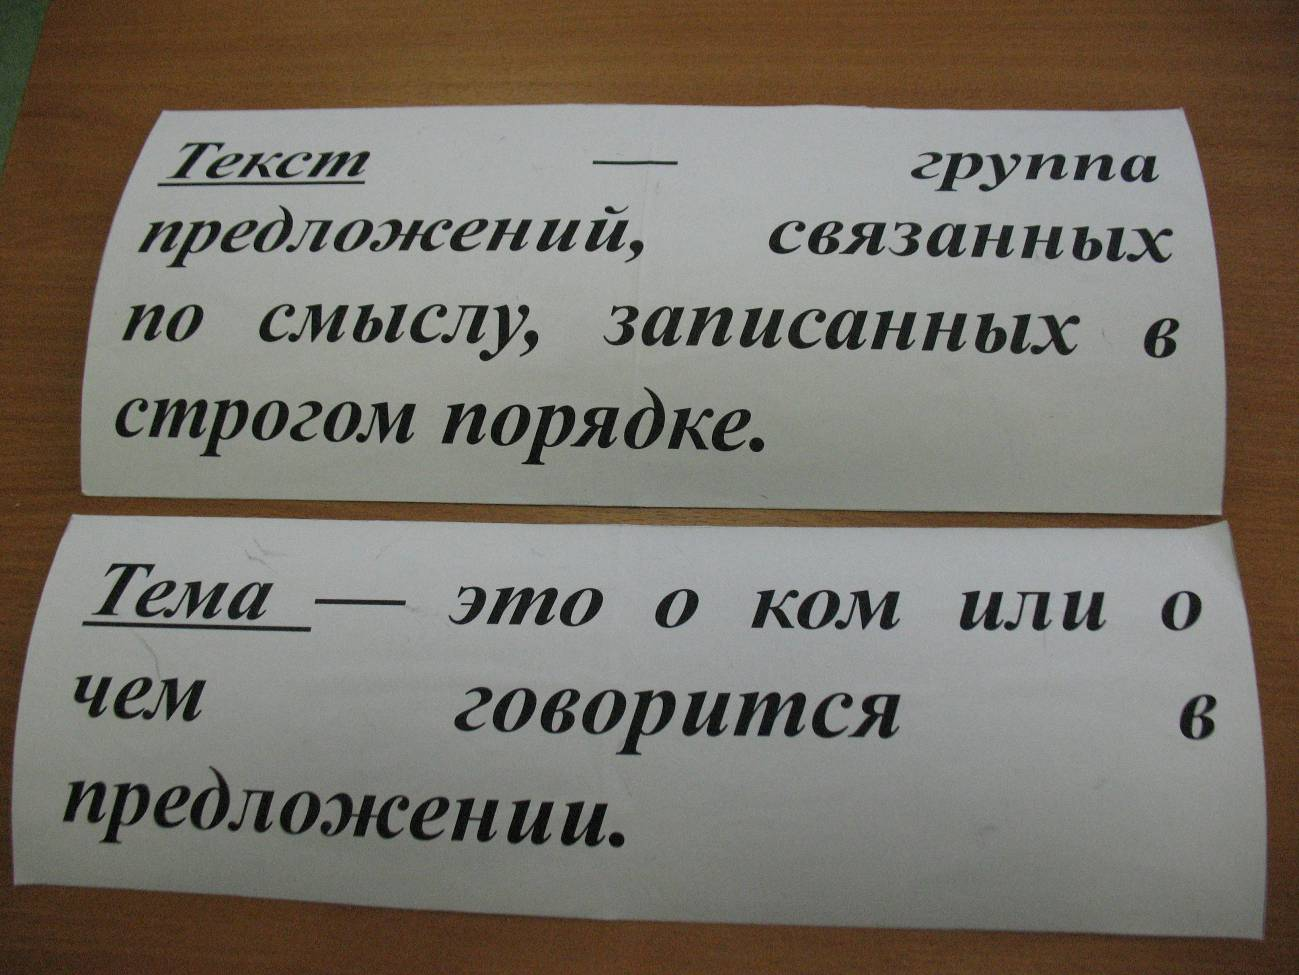 Текст — группа
предложений, связанных
по смыслу, записанных в
строгом порядке.
Тема — это о ком или о
чем говорится в
предложении.